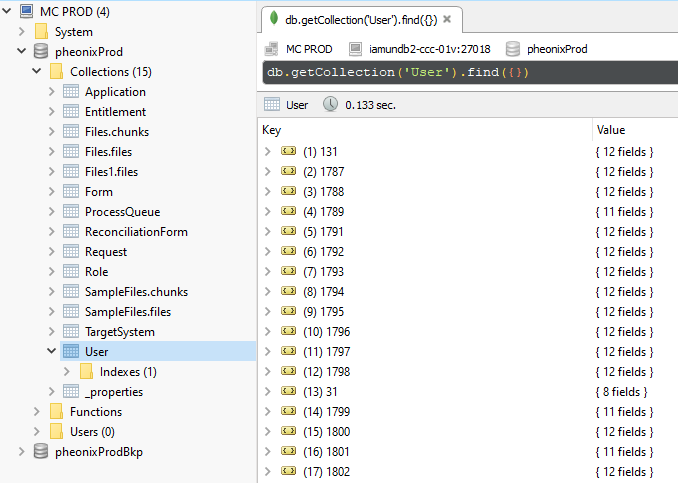 MC PROD (4)
System
pheonixProd
Collections (15)
Application
Entitlement
Files.chunks
Files.files
Files1.files
Form
ProcessQueue
ReconciliationForm
Request
Role
SampleFiles.chunks
SampleFiles.files
TargetSystem
User
Indexes (1)
_properties
Functions
Users (0)
pheonixProdBkp
db.getCollection('User').find({})
MC PROD iamundb2-ccc-01v:27018 pheonixProd
db.getCollection('User').find({})
User 0.133 sec.
Key Value
(1) 131 { 12 fields }
(2) 1787 { 12 fields }
(3) 1788 { 12 fields }
(4) 1789 { 11 fields }
(5) 1791 { 12 fields }
(6) 1792 { 12 fields }
(7) 1793 { 12 fields }
(8) 1794 { 12 fields }
(9) 1795 { 12 fields }
(10) 1796 { 12 fields }
(11) 1797 { 12 fields }
(12) 1798 { 12 fields }
(13) 31 { 8 fields }
(14) 1799 { 11 fields }
(15) 1800 { 12 fields }
(16) 1801 { 11 fields }
(17) 1802 { 12 fields }